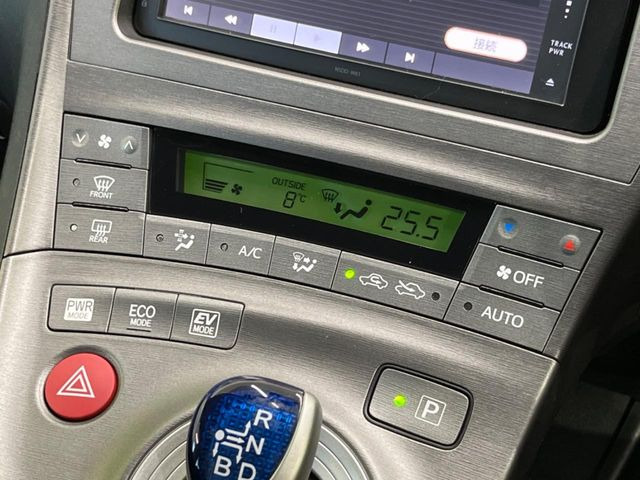 接続
TRACK
PWR
FRONT
REAR
OUTSIDE
8°C
25.5
A/C
OFF
AUTO
PWR
MODE
ECO
MODE
EV
MODE
P
R
N
B D